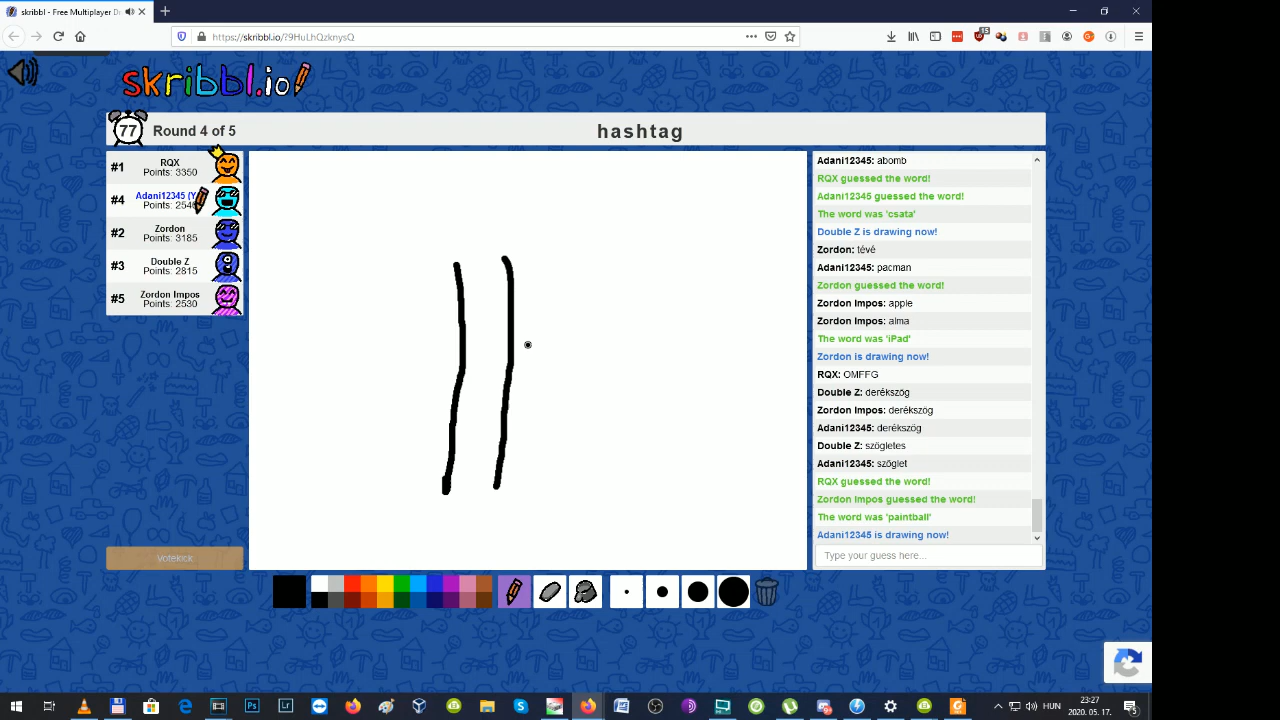 skribbl - Free Multiplayer Dr
https://skribbl.io/?9HuLhQzknysQ
15
skribbl.io
77
Round 4 of 5
hashtag
#1
RQX
Points: 3350
#4
Adani12345 (Y
Points: 2540
#2
Zordon
Points: 3185
#3
Double Z
Points: 2815
#5
Zordon Impos
Points: 2530
Votekick
Adani12345: abomb
RQX guessed the word!
Adani12345 guessed the word!
The word was 'csata'
Double Z is drawing now!
Zordon: tévé
Adani12345: pacman
Zordon guessed the word!
Zordon Impos: apple
Zordon Impos: alma
The word was 'iPad'
Zordon is drawing now!
RQX: OMFFG
Double Z: derékszög
Zordon Impos: derékszög
Adani12345: derékszög
Double Z: szögletes
Adani12345: szöglet
RQX guessed the word!
Zordon Impos guessed the word!
The word was 'paintball'
Adani12345 is drawing now!
Type your guess here...
Ps
Lr
HUN
23:27
2020. 05. 17.